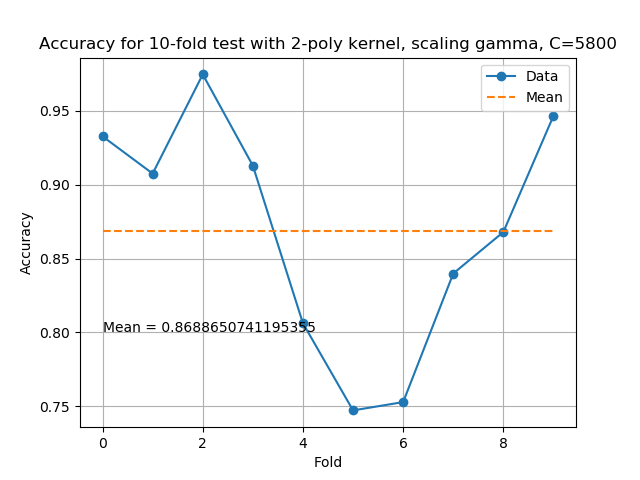 Accuracy for 10-fold test with 2-poly kernel, scaling gamma, C=5800
Data
Mean
0.95
0.90
0.85
0.80
0.75
Accuracy
Mean = 0.8688650741195355
0
2
4
6
8
Fold